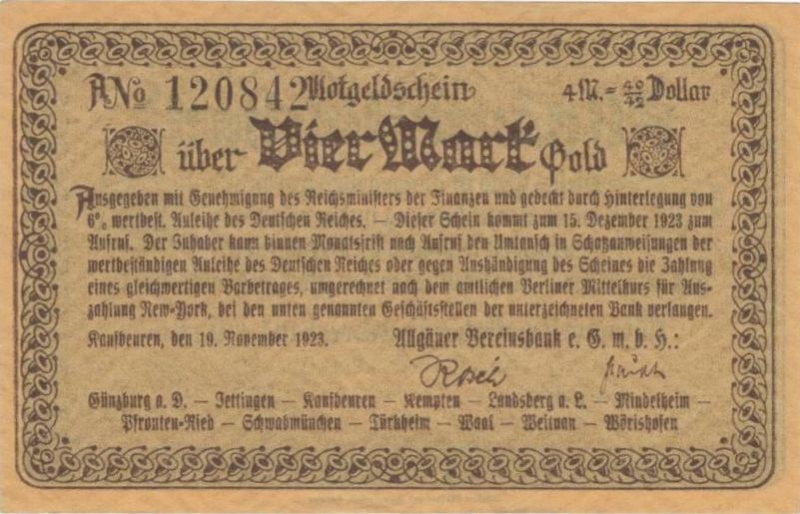 ANo 120842 Notgeldschein 4 M. = 40/42 Dollar
über Vier Mark Gold
Ausgegeben mit Genehmigung des Reichsministers der Finanzen und gedeckt durch Hinterlegung von
6% wertbest. Anleihe des Deutschen Reiches. — Dieser Schein kommt zum 15. Dezember 1923 zum
Aufruf. Der Inhaber kann binnen Monatsfrist nach Aufruf den Umtausch in Schatzanweisungen der
wertbeständigen Anleihe des Deutschen Reiches oder gegen Aushändigung des Scheines die Zahlung
eines gleichwertigen Barbetrages, umgerechnet nach dem amtlichen Berliner Mittelkurs für Aus-
zahlung New-York, bei den unten genannten Geschäftsstellen der unterzeichneten Bank verlangen.
Kaufbeuren, den 19. November 1923. Allgäuer Vereinsbank e. G. m. b. H.:
Günzburg a. D. — Jettingen — Kaufbeuren — Kempten — Landsberg a. L. — Mindelheim —
Pfronten-Ried — Schwabmünchen — Türkheim — Waal — Weitnau — Wörishofen